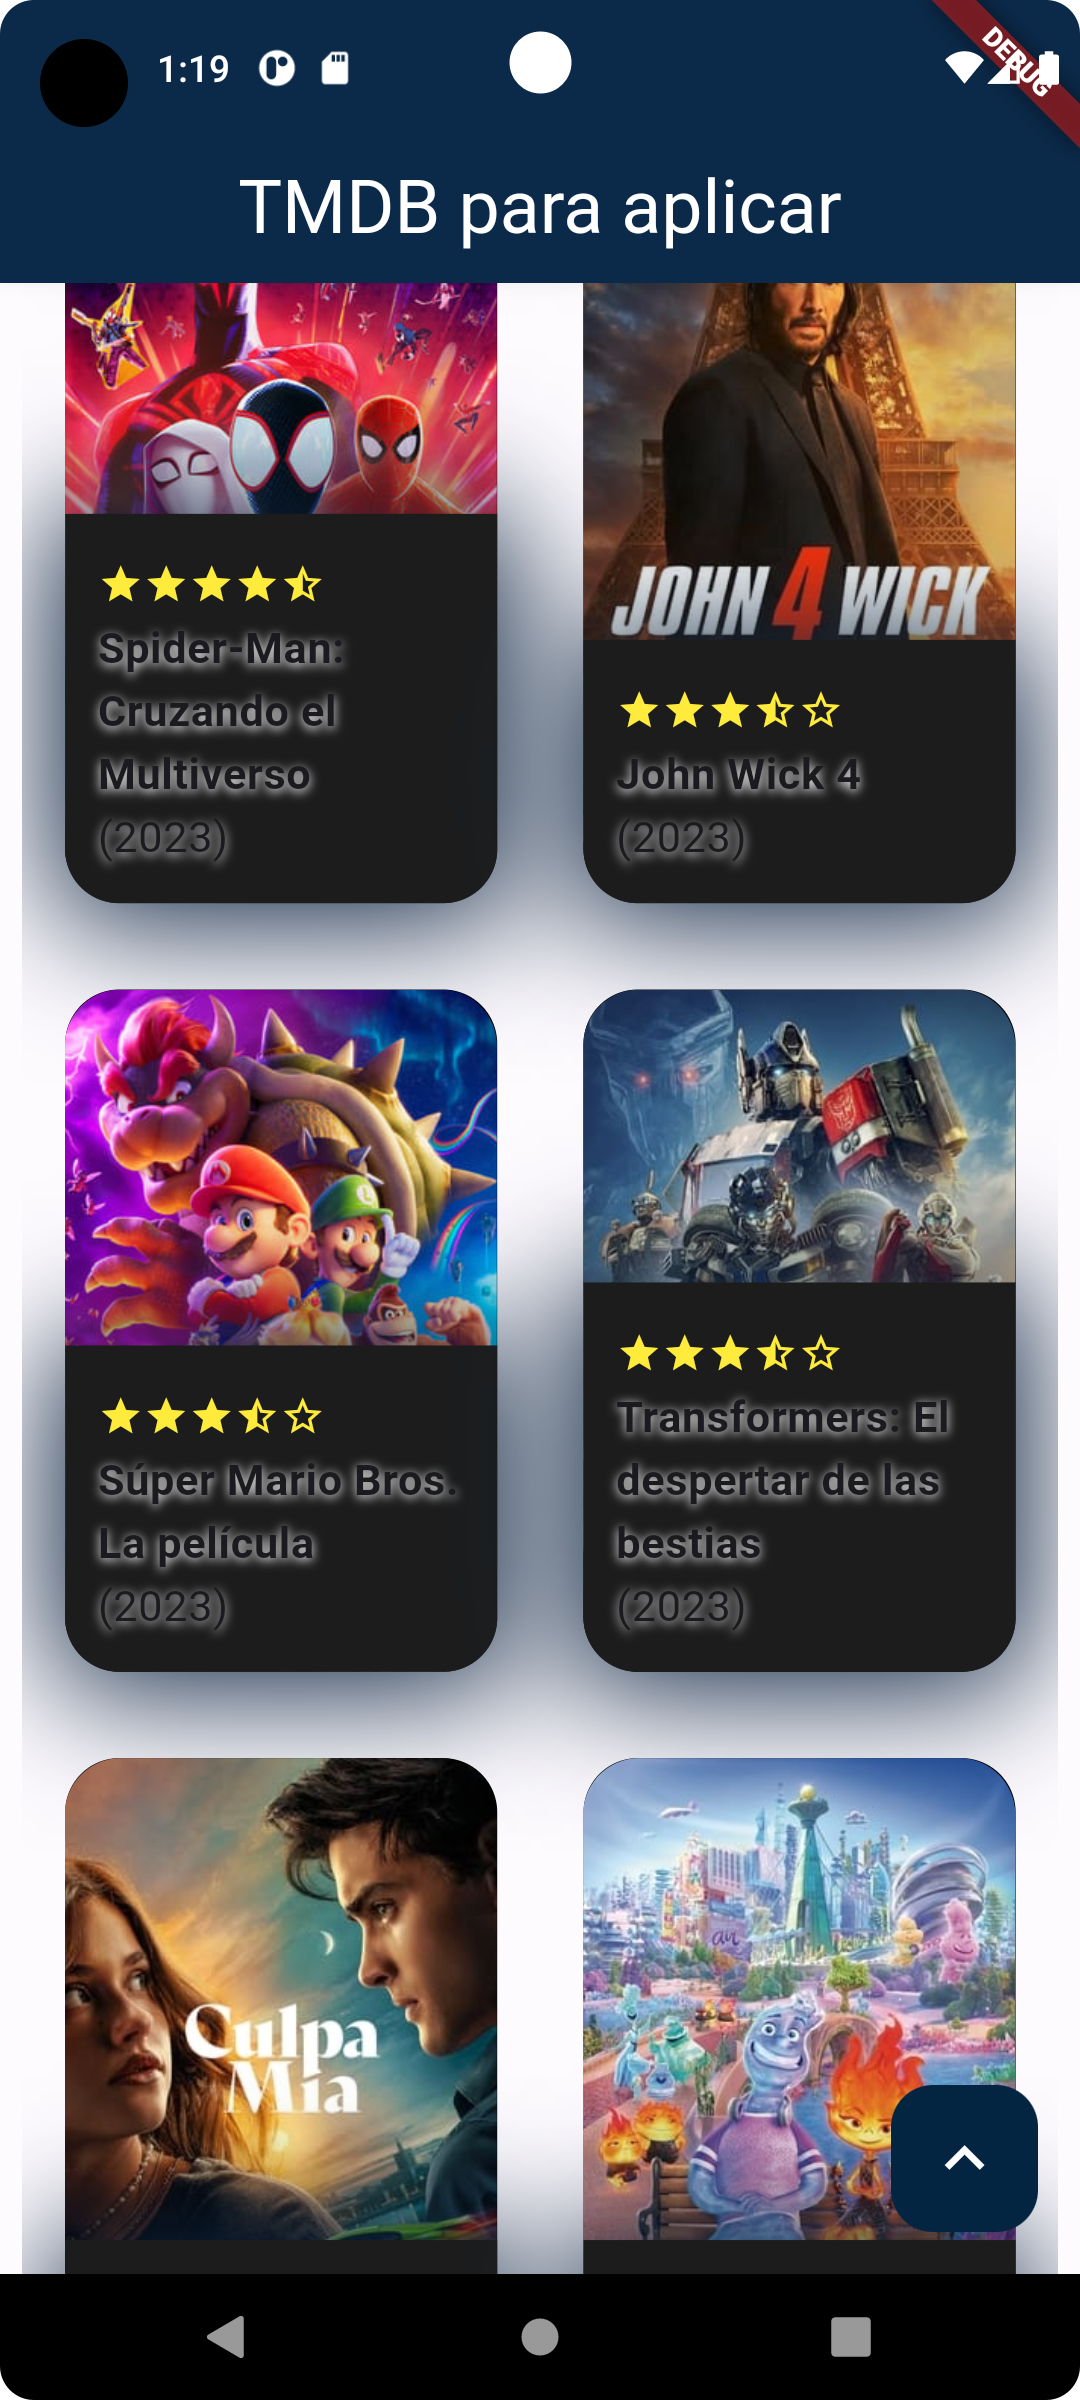 1:19
DEBUG
TMDB para aplicar
JOHN 4 WICK
Spider-Man:
Cruzando el
Multiverso
(2023)
John Wick 4
(2023)
Súper Mario Bros.
La película
(2023)
Transformers: El
despertar de las
bestias
(2023)
Culpa
Mía